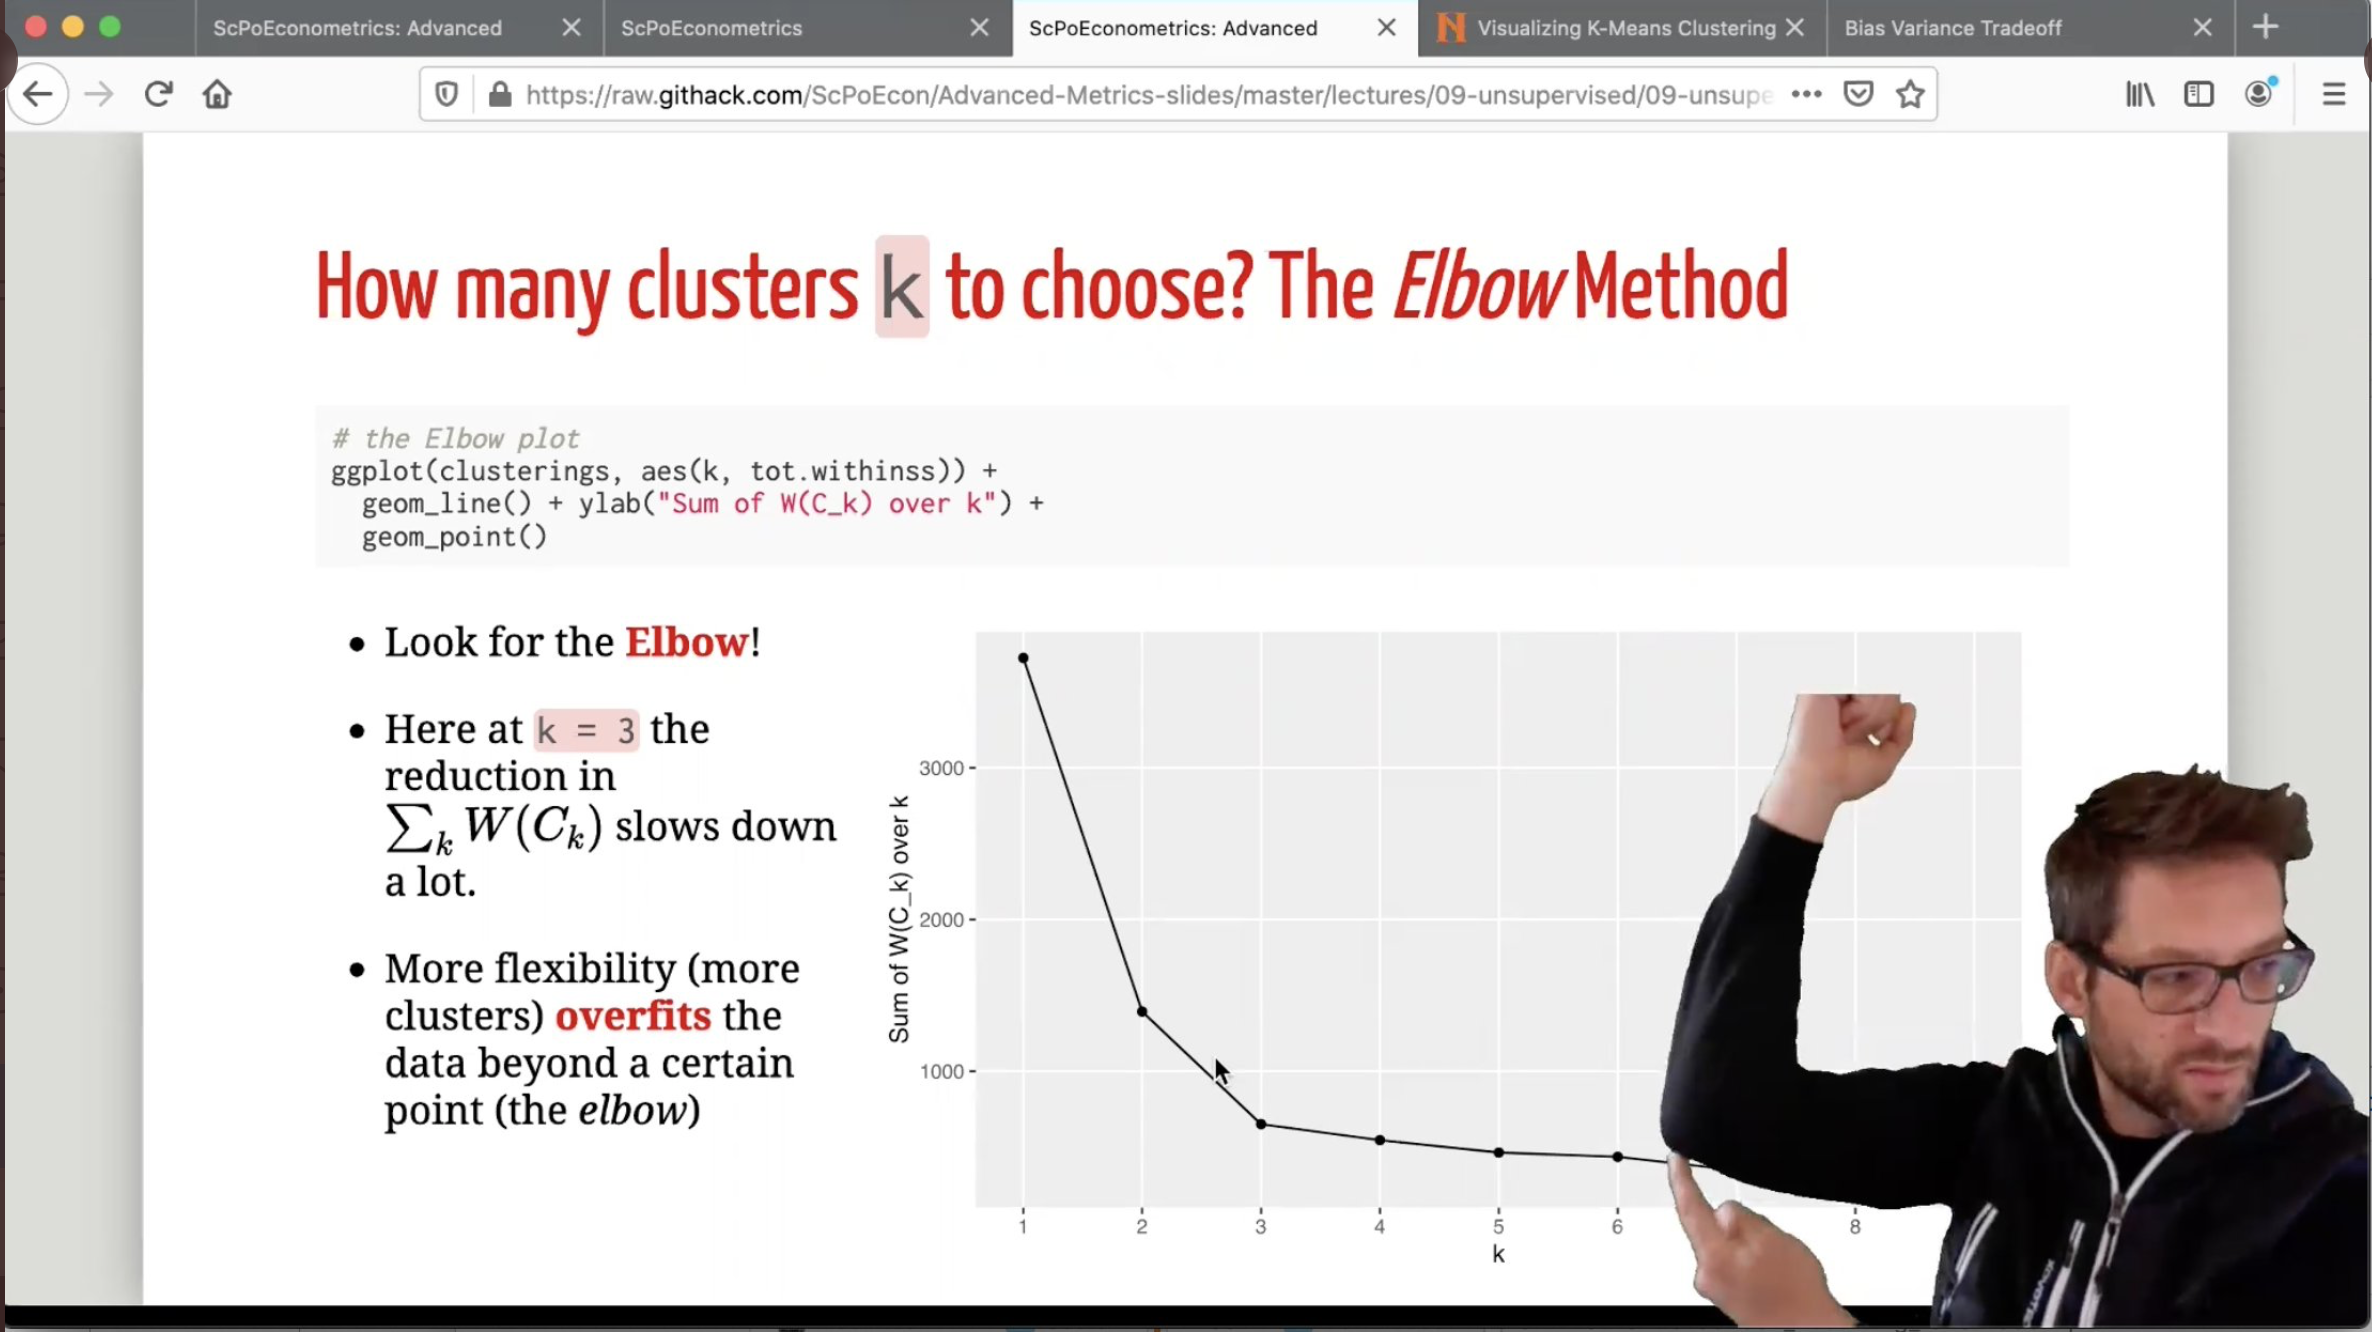 ScPoEconometrics: Advanced
ScPoEconometrics
ScPoEconometrics: Advanced
Visualizing K-Means Clustering
Bias Variance Tradeoff
https://raw.githack.com/ScPoEcon/Advanced-Metrics-slides/master/lectures/09-unsupervised/09-unsupe
How many clusters k to choose? The Elbow Method
# the Elbow plot
ggplot(clusterings, aes(k, tot.withinss)) +
geom_line() + ylab("Sum of W(C_k) over k") +
geom_point()
• Look for the Elbow!
• Here at k = 3 the
reduction in
∑ₖ W(Cₖ) slows down
a lot.
• More flexibility (more
clusters) overfits the
data beyond a certain
point (the elbow)
Sum of W(C_k) over k
3000
2000
1000
1 2 3 4 5 6 8
k